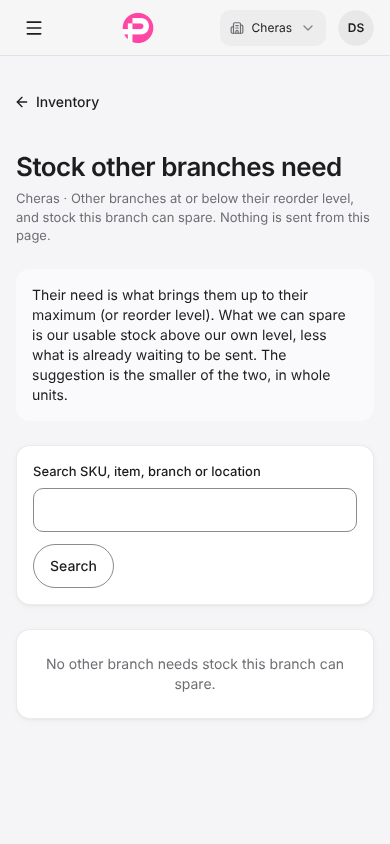 Cheras
DS
Inventory
Stock other branches need
Cheras · Other branches at or below their reorder level,
and stock this branch can spare. Nothing is sent from this
page.
Their need is what brings them up to their
maximum (or reorder level). What we can spare
is our usable stock above our own level, less
what is already waiting to be sent. The
suggestion is the smaller of the two, in whole
units.
Search SKU, item, branch or location
Search
No other branch needs stock this branch can
spare.